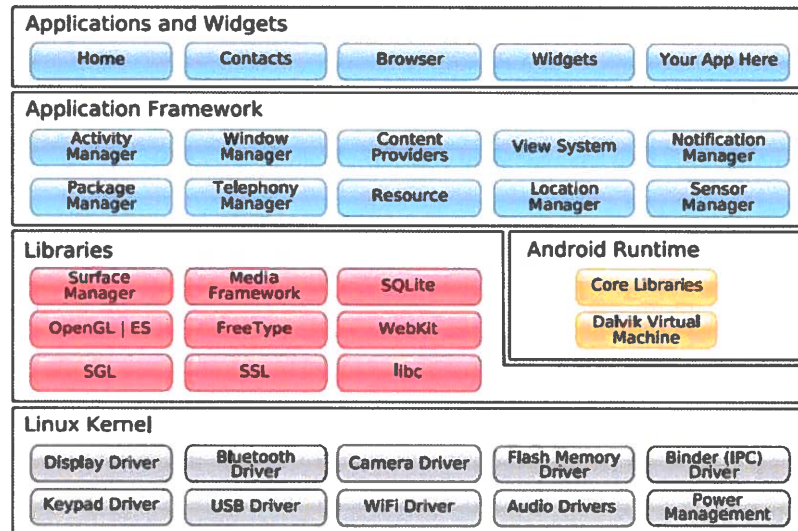 Applications and Widgets
Home
Contacts
Browser
Widgets
Your App Here
Application Framework
Activity
Manager
Window
Manager
Content
Providers
View System
Notification
Manager
Package
Manager
Telephony
Manager
Resource
Location
Manager
Sensor
Manager
Libraries
Surface
Manager
Media
Framework
SQLite
OpenGL | ES
FreeType
WebKit
SGL
SSL
libc
Android Runtime
Core Libraries
Dalvik Virtual
Machine
Linux Kernel
Display Driver
Bluetooth
Driver
Camera Driver
Flash Memory
Driver
Binder (IPC)
Driver
Keypad Driver
USB Driver
WiFi Driver
Audio Drivers
Power
Management